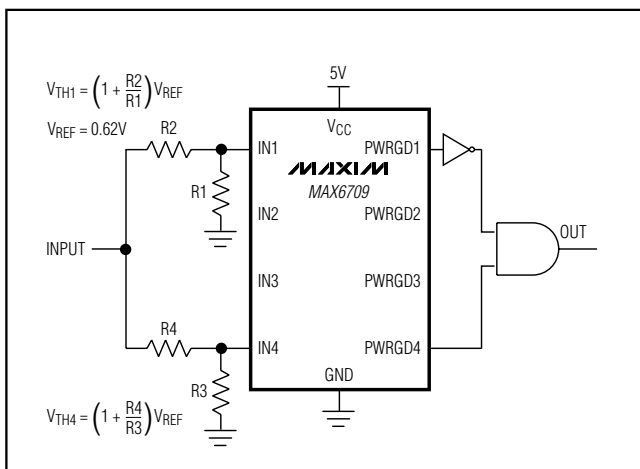 V_TH1 = (1 + R2/R1) V_REF
V_REF = 0.62V
5V
V_CC
R2
IN1
PWRGD1
MAXIM
MAX6709
R1
IN2
PWRGD2
OUT
INPUT
IN3
PWRGD3
R4
IN4
PWRGD4
R3
GND
V_TH4 = (1 + R4/R3) V_REF